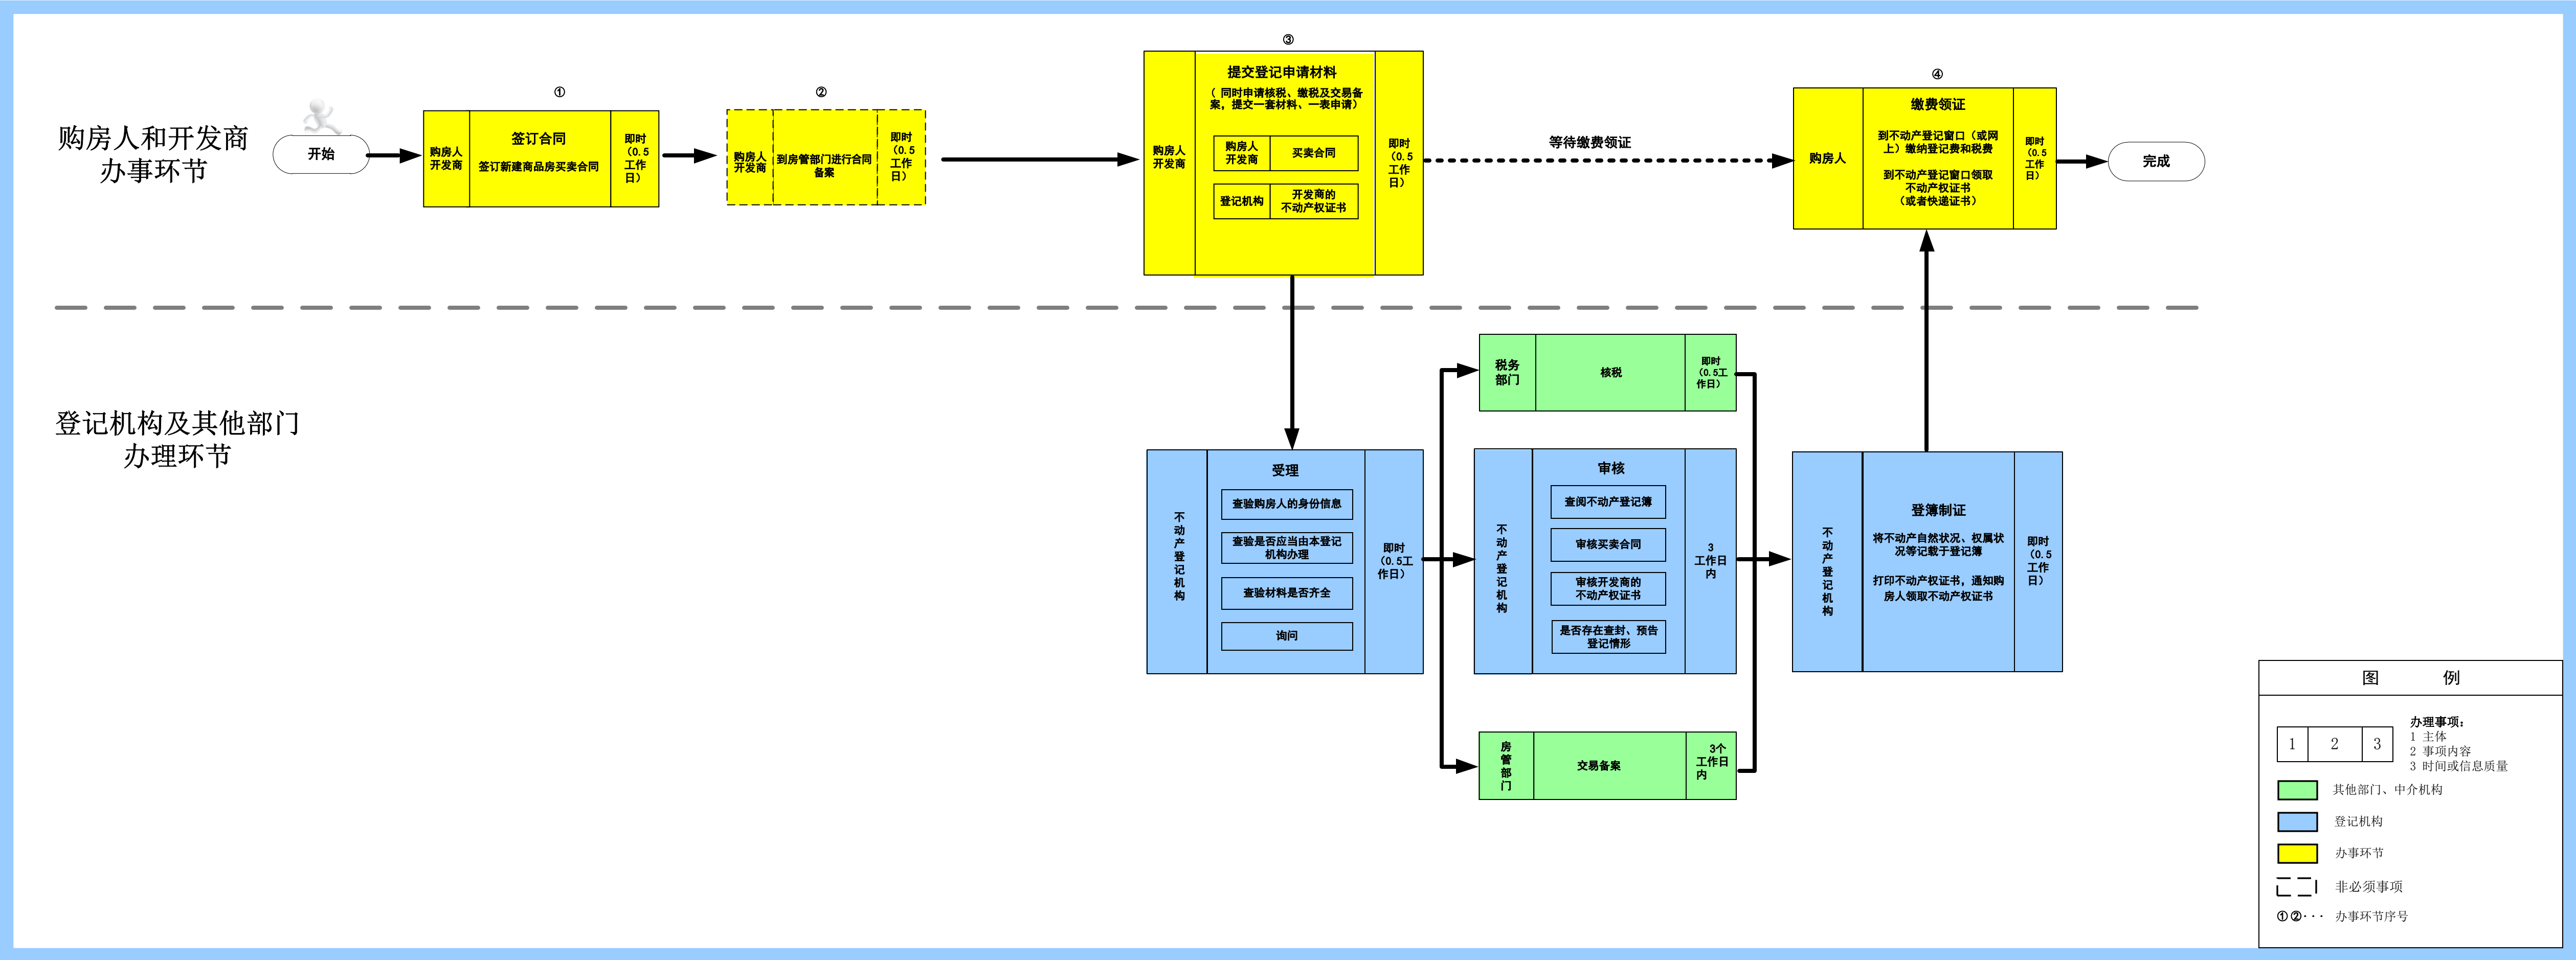 购房人和开发商
办事环节
开始
①
购房人
开发商
签订合同
签订新建商品房买卖合同
即时
(0.5
工作
日)
②
购房人
开发商
到房管部门进行合同
备案
即时
(0.5
工作
日)
③
购房人
开发商
提交登记申请材料
( 同时申请核税、缴税及交易备
案，提交一套材料、一表申请)
购房人
开发商
买卖合同
登记机构
开发商的
不动产权证书
即时
(0.5
工作
日)
等待缴费领证
④
购房人
缴费领证
到不动产登记窗口（或网
上）缴纳登记费和税费
到不动产登记窗口领取
不动产权证书
（或者快递证书）
即时
(0.5
工作
日)
完成
登记机构及其他部门
办理环节
不动产登记机构
受理
查验购房人的身份信息
查验是否应当由本登记
机构办理
查验材料是否齐全
询问
即时
(0.5工
作日)
税务
部门
核税
即时
(0.5工
作日)
不动产登记机构
审核
查阅不动产登记簿
审核买卖合同
审核开发商的
不动产权证书
是否存在查封、预告
登记情形
3
工作日
内
房管部门
交易备案
3个
工作日
内
不动产登记机构
登簿制证
将不动产自然状况、权属状
况等记载于登记簿
打印不动产权证书，通知购
房人领取不动产权证书
即时
(0.5
工作
日)
图 例
1 2 3
办理事项：
1 主体
2 事项内容
3 时间或信息质量
其他部门、中介机构
登记机构
办事环节
非必须事项
①②··· 办事环节序号